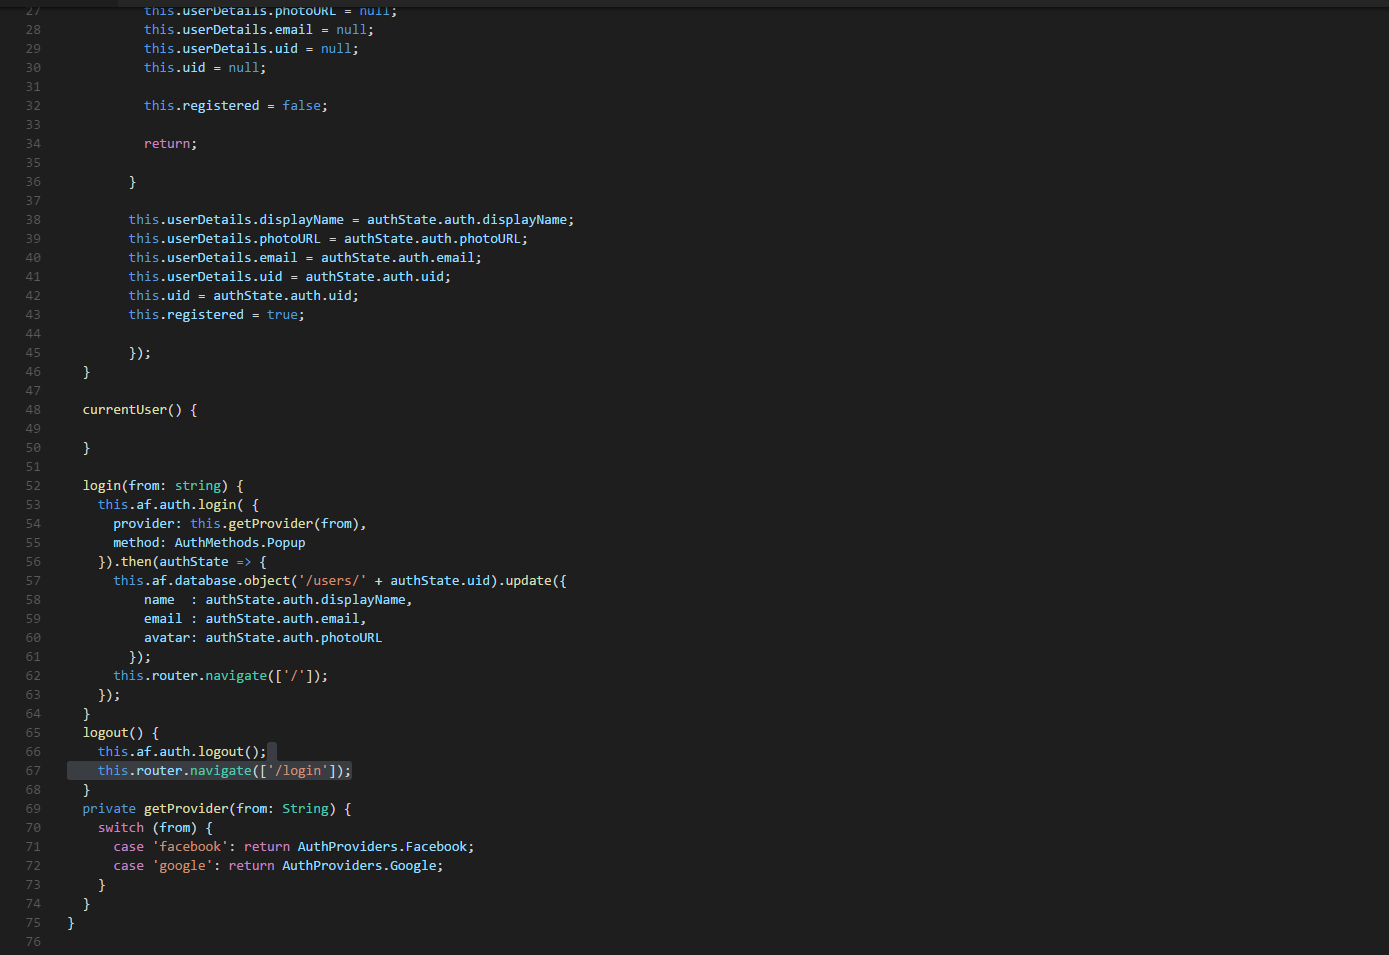 27 this.userDetails.photoURL = null;
28 this.userDetails.email = null;
29 this.userDetails.uid = null;
30 this.uid = null;
31
32 this.registered = false;
33
34 return;
35
36 }
37
38 this.userDetails.displayName = authState.auth.displayName;
39 this.userDetails.photoURL = authState.auth.photoURL;
40 this.userDetails.email = authState.auth.email;
41 this.userDetails.uid = authState.auth.uid;
42 this.uid = authState.auth.uid;
43 this.registered = true;
44
45 });
46 }
47
48 currentUser() {
49
50 }
51
52 login(from: string) {
53 this.af.auth.login( {
54 provider: this.getProvider(from),
55 method: AuthMethods.Popup
56 }).then(authState => {
57 this.af.database.object('/users/' + authState.uid).update({
58 name  : authState.auth.displayName,
59 email : authState.auth.email,
60 avatar: authState.auth.photoURL
61 });
62 this.router.navigate(['/']);
63 });
64 }
65 logout() {
66 this.af.auth.logout();
67 this.router.navigate(['/login']);
68 }
69 private getProvider(from: String) {
70 switch (from) {
71 case 'facebook': return AuthProviders.Facebook;
72 case 'google': return AuthProviders.Google;
73 }
74 }
75 }
76